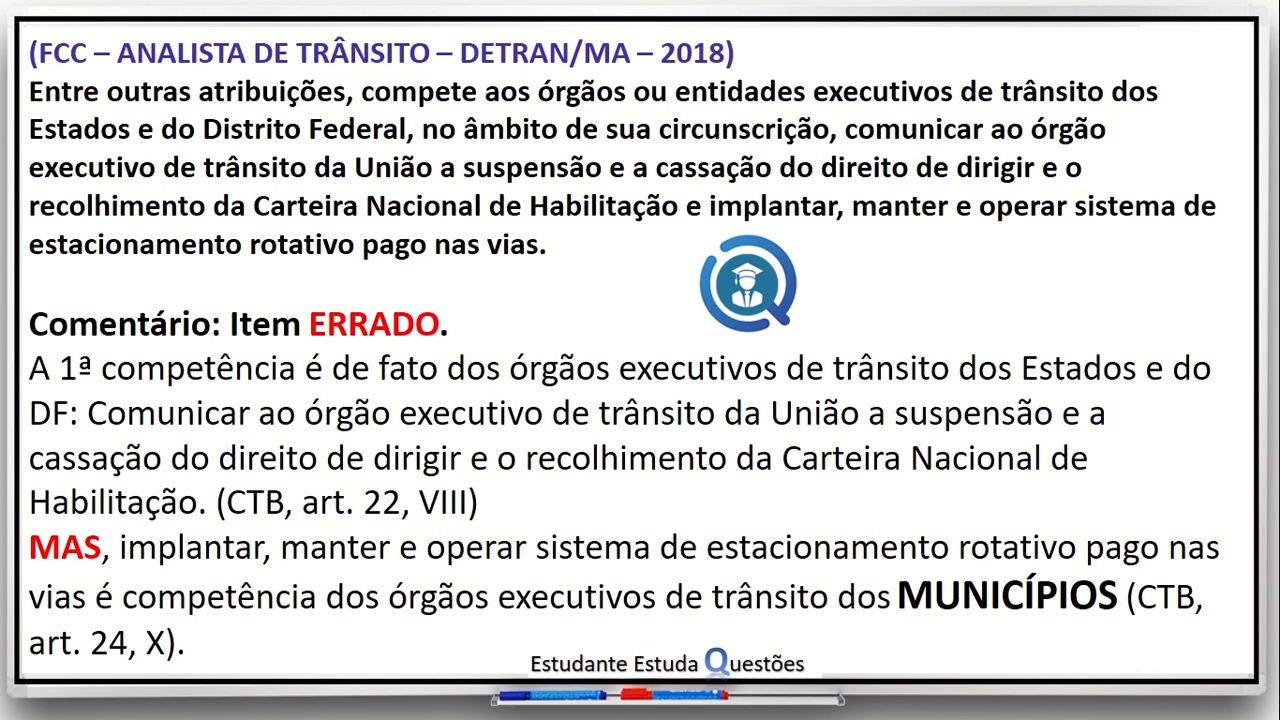 (FCC – ANALISTA DE TRÂNSITO – DETRAN/MA – 2018)
Entre outras atribuições, compete aos órgãos ou entidades executivos de trânsito dos
Estados e do Distrito Federal, no âmbito de sua circunscrição, comunicar ao órgão
executivo de trânsito da União a suspensão e a cassação do direito de dirigir e o
recolhimento da Carteira Nacional de Habilitação e implantar, manter e operar sistema de
estacionamento rotativo pago nas vias.
Comentário: Item ERRADO.
A 1ª competência é de fato dos órgãos executivos de trânsito dos Estados e do
DF: Comunicar ao órgão executivo de trânsito da União a suspensão e a
cassação do direito de dirigir e o recolhimento da Carteira Nacional de
Habilitação. (CTB, art. 22, VIII)
MAS, implantar, manter e operar sistema de estacionamento rotativo pago nas
vias é competência dos órgãos executivos de trânsito dos MUNICÍPIOS (CTB,
art. 24, X).
Estudante Estuda Questões